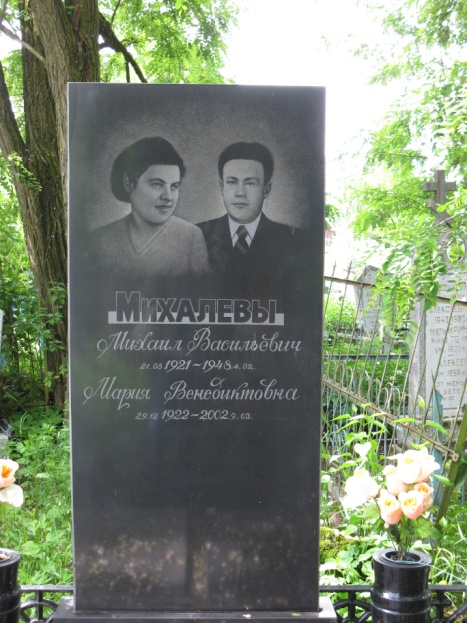 МИХАЛЕВЫ
Михаил Васильевич
21.03 1921~1948 4.02.
Мария Венедиктовна
29.12 1922~2002 9.03.